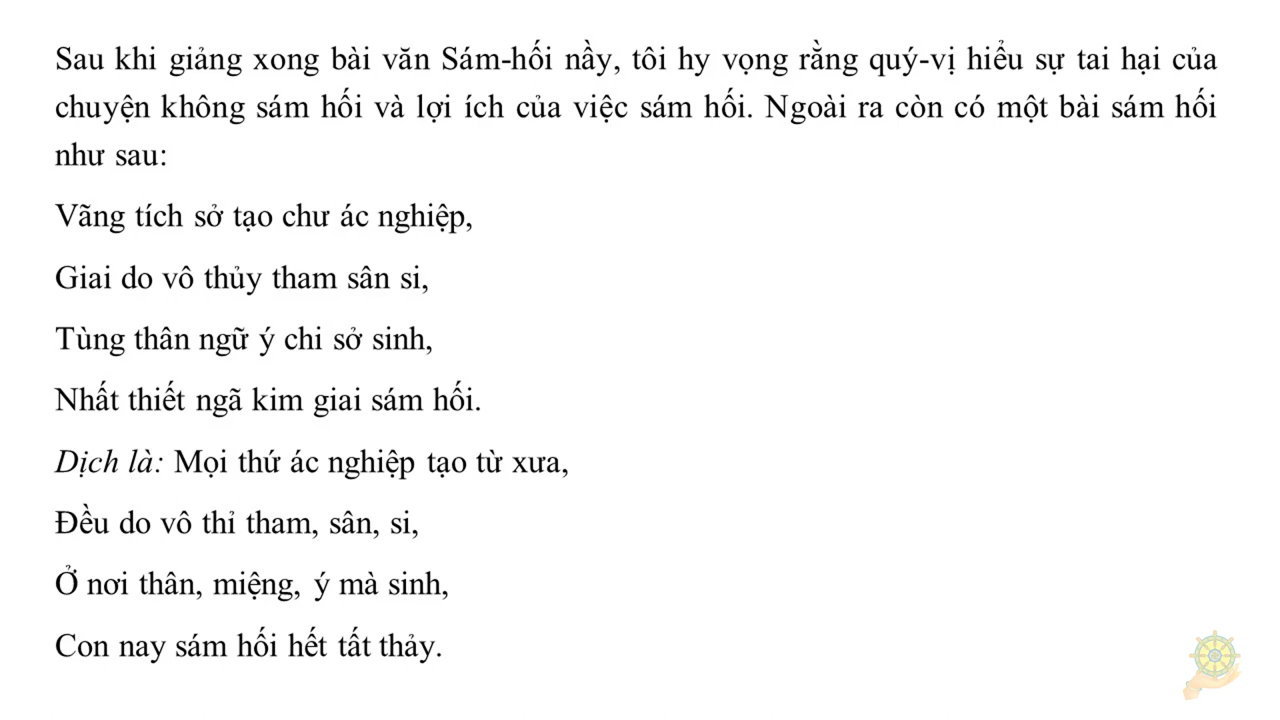 Sau khi giảng xong bài văn Sám-hối nầy, tôi hy vọng rằng quý-vị hiểu sự tai hại của
chuyện không sám hối và lợi ích của việc sám hối. Ngoài ra còn có một bài sám hối
như sau:
Vãng tích sở tạo chư ác nghiệp,
Giai do vô thủy tham sân si,
Tùng thân ngữ ý chi sở sinh,
Nhất thiết ngã kim giai sám hối.
Dịch là: Mọi thứ ác nghiệp tạo từ xưa,
Đều do vô thỉ tham, sân, si,
Ở nơi thân, miệng, ý mà sinh,
Con nay sám hối hết tất thảy.